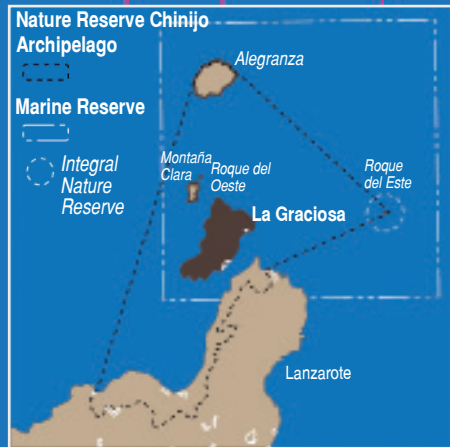 Nature Reserve Chinijo
Archipelago
Marine Reserve
Integral
Nature
Reserve
Alegranza
Montaña
Clara
Roque del
Oeste
Roque
del Este
La Graciosa
Lanzarote